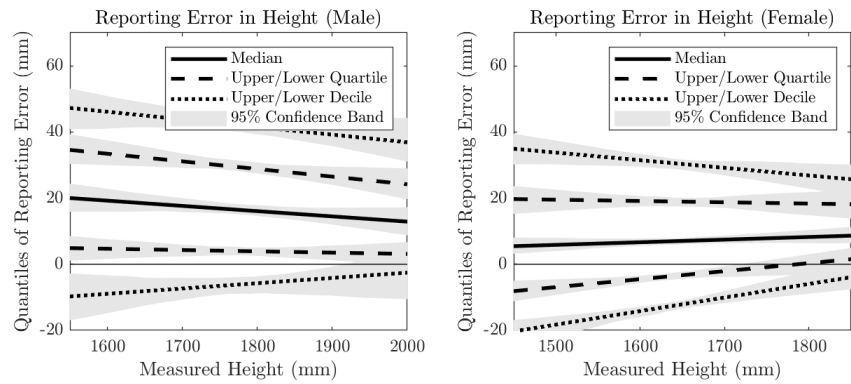 Reporting Error in Height (Male)
Quantiles of Reporting Error (mm)
60
40
20
0
-20
Median
Upper/Lower Quartile
Upper/Lower Decile
95% Confidence Band
1600
1700
1800
1900
2000
Measured Height (mm)
Reporting Error in Height (Female)
Quantiles of Reporting Error (mm)
60
40
20
0
-20
Median
Upper/Lower Quartile
Upper/Lower Decile
95% Confidence Band
1500
1600
1700
1800
Measured Height (mm)